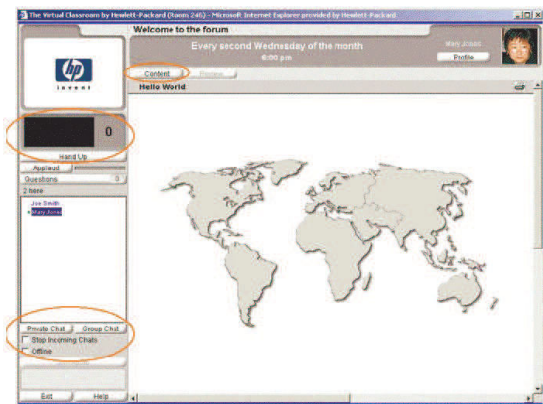 The Virtual Classroom by Hewlett-Packard (Room 246) - Microsoft Internet Explorer provided by Hewlett-Packard
Welcome to the forum
Every second Wednesday of the month
6:00 pm
Mary Jones
Profile
hp
invent
Content
Hello World
0
Hand Up
Applaud
Questions 0
2 here
Joe Smith
Mary Jones
Private Chat Group Chat
Stop Incoming Chats
Offline
Exit Help